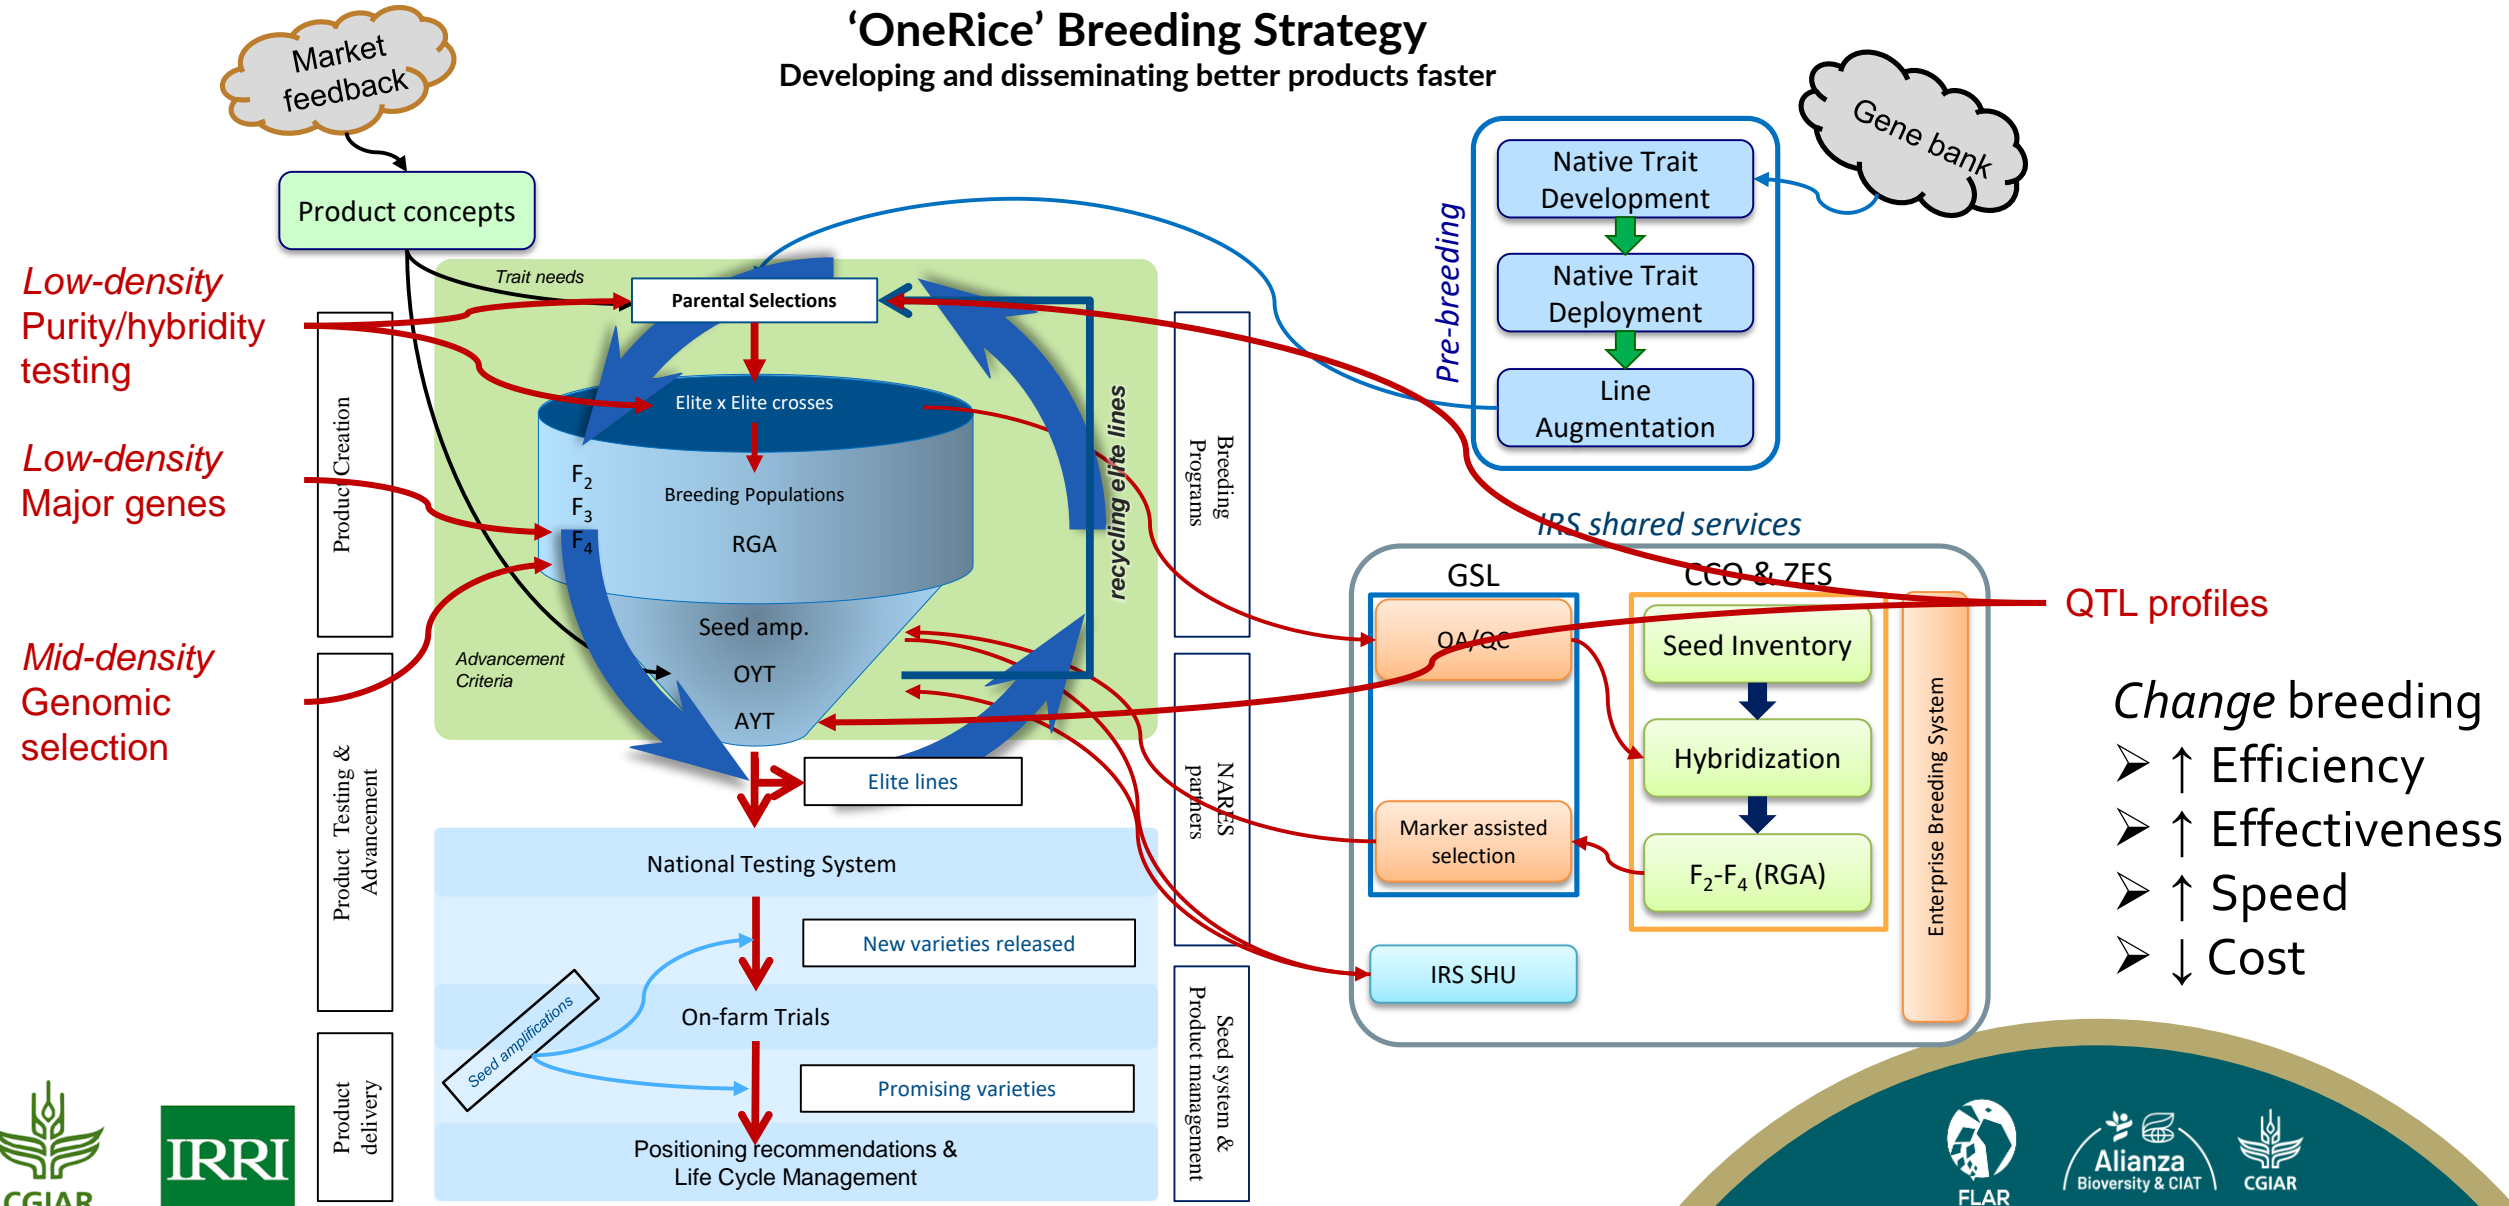 ‘OneRice’ Breeding Strategy
Developing and disseminating better products faster
Market
feedback
Product concepts
Gene bank
Pre-breeding
Native Trait
Development
Native Trait
Deployment
Line
Augmentation
Low-density
Purity/hybridity
testing
Low-density
Major genes
Mid-density
Genomic
selection
Product Creation
Product Testing &
Advancement
Product
delivery
Trait needs
Parental Selections
Elite x Elite crosses
F2
F3
F4
Breeding Populations
RGA
Seed amp.
OYT
AYT
Advancement
Criteria
recycling elite lines
Elite lines
National Testing System
New varieties released
On-farm Trials
Seed amplifications
Promising varieties
Positioning recommendations &
Life Cycle Management
Breeding
Programs
NARES
partners
Seed system &
Product management
IRS shared services
GSL
CCO & ZES
QA/QC
Marker assisted
selection
IRS SHU
Seed Inventory
Hybridization
F2-F4 (RGA)
Enterprise Breeding System
QTL profiles
Change breeding
➢ ↑ Efficiency
➢ ↑ Effectiveness
➢ ↑ Speed
➢ ↓ Cost
CGIAR
IRRI
FLAR
Alianza
Bioversity & CIAT
CGIAR